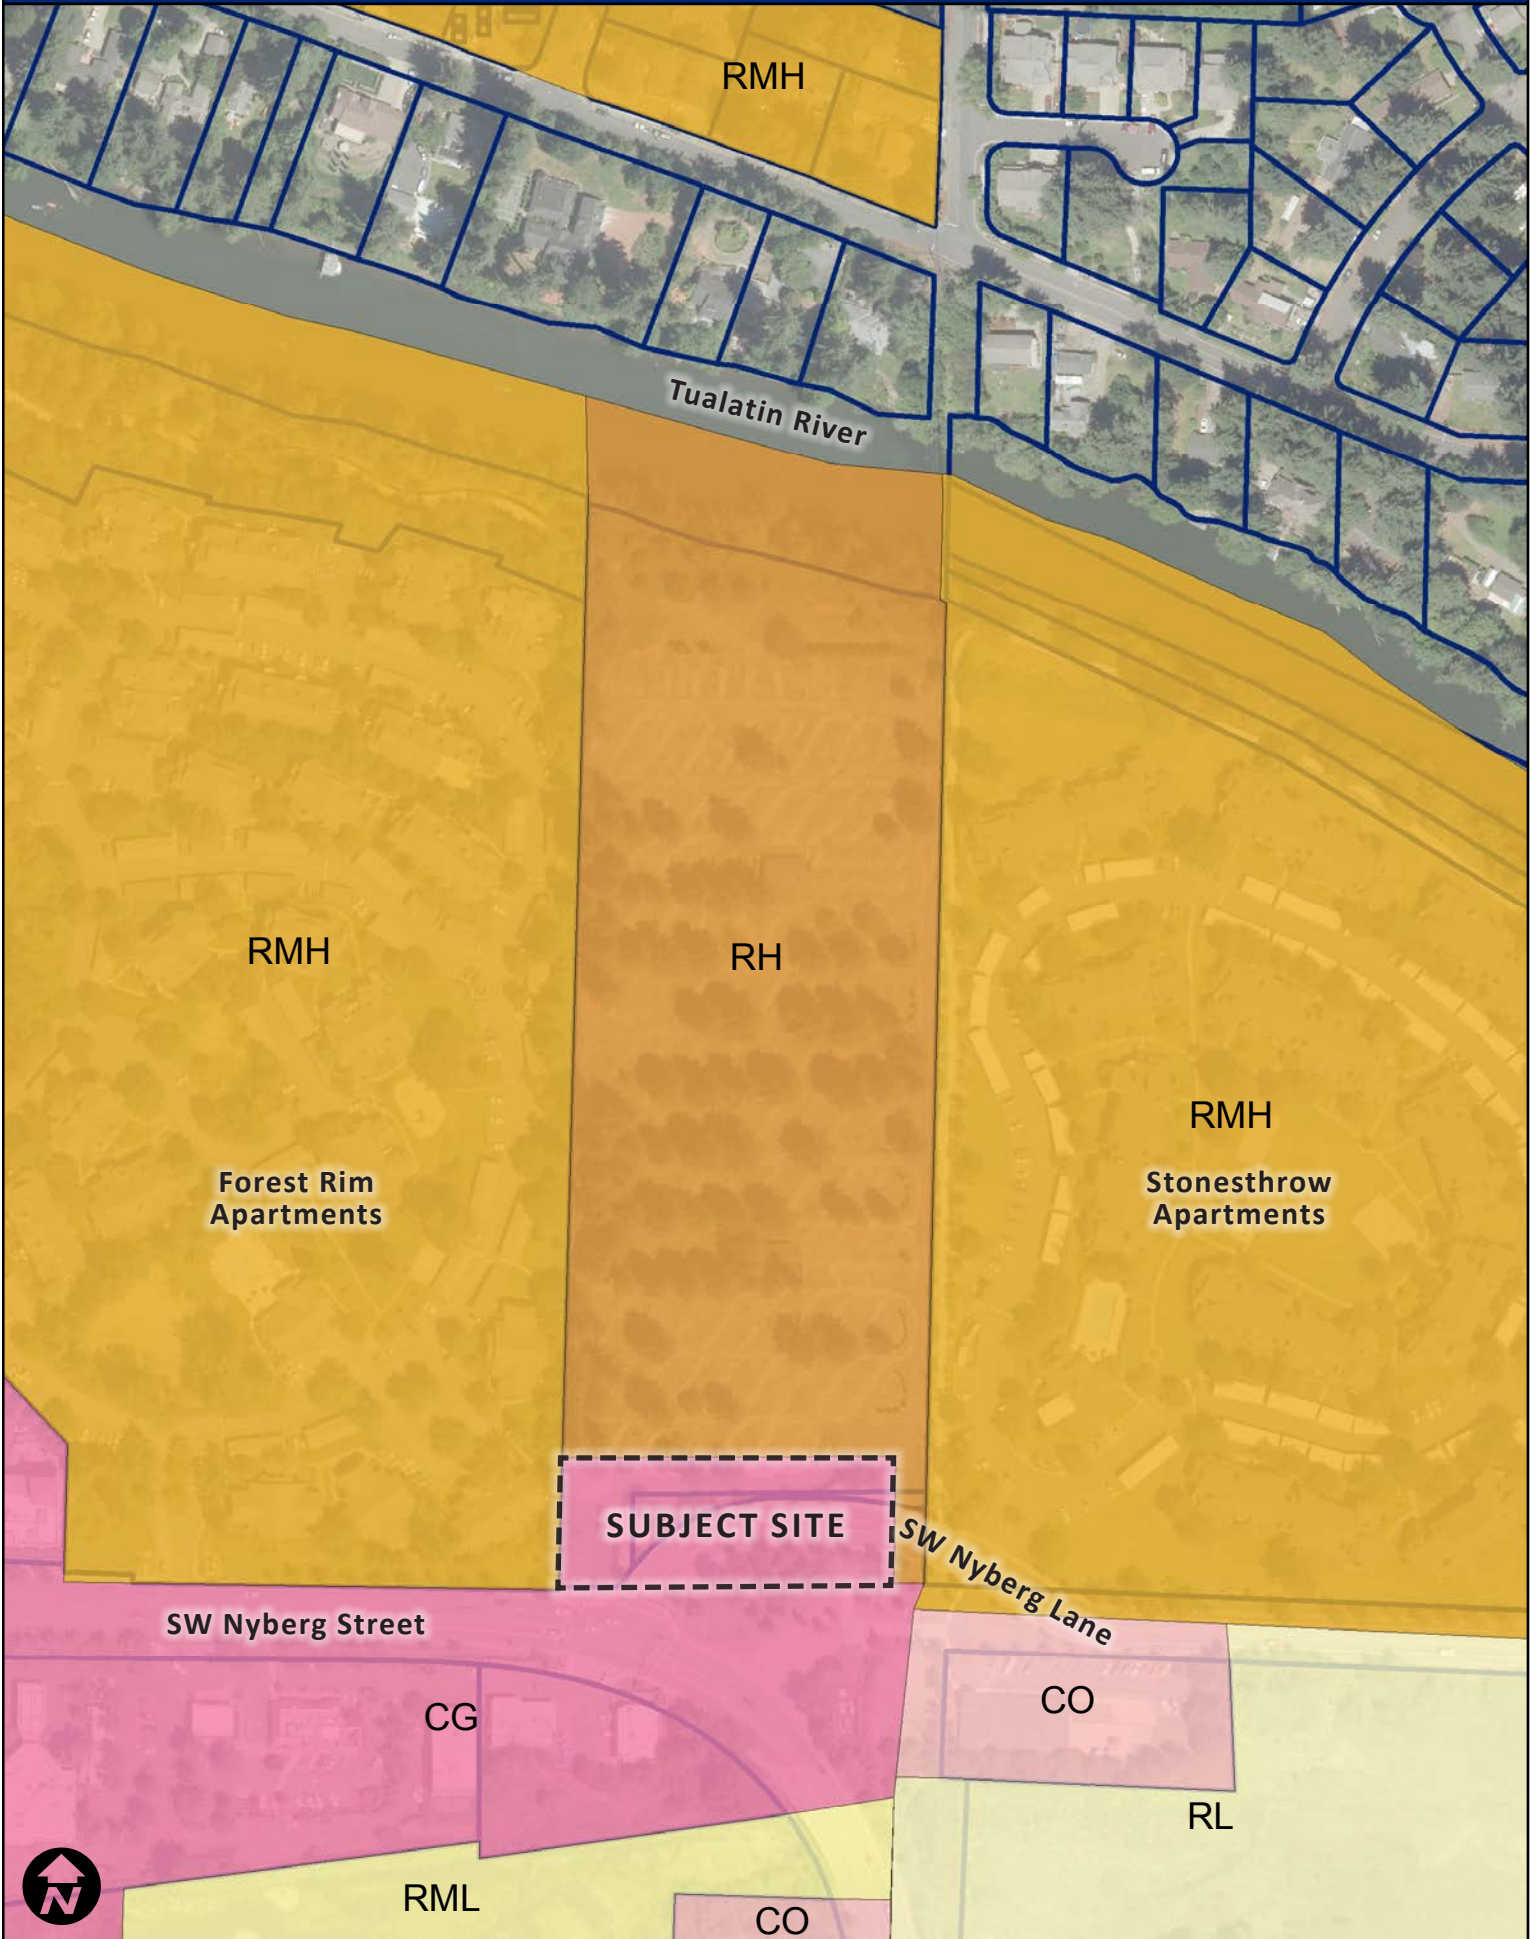 RMH
Tualatin River
RMH
RH
RMH
Forest Rim
Apartments
Stonesthrow
Apartments
SUBJECT SITE
SW Nyberg Lane
SW Nyberg Street
CG
CO
RL
RML
CO
N